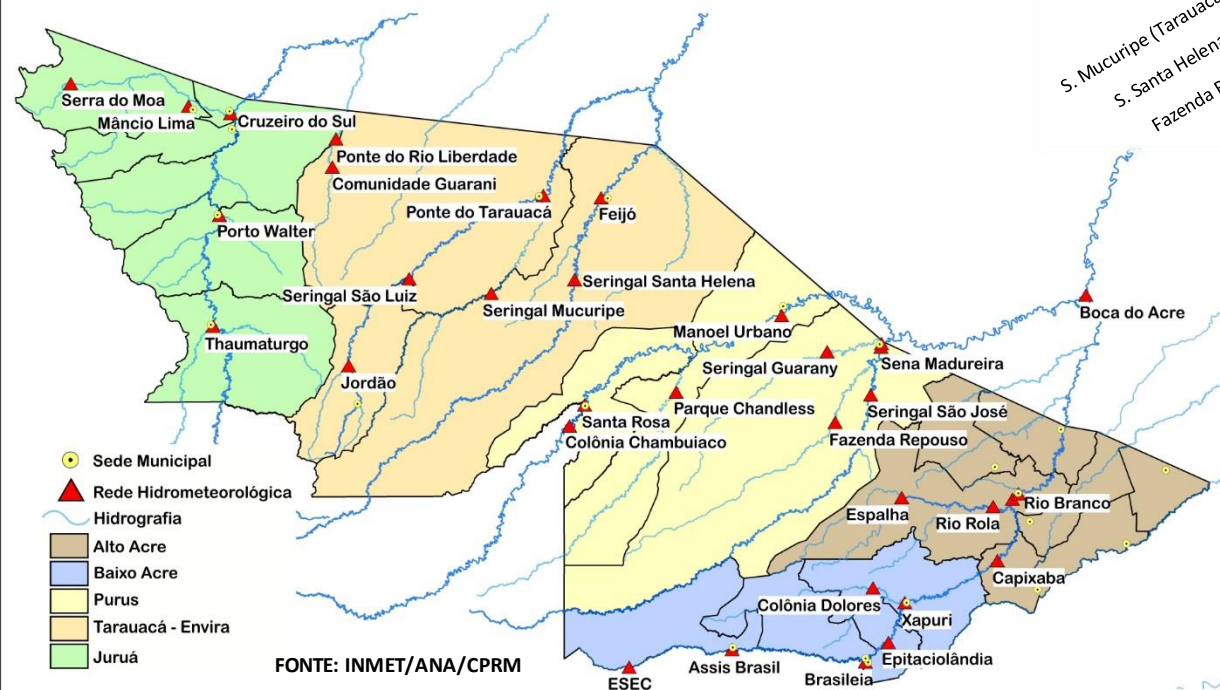 S. Mucuripe (Tarauacá
S. Santa Helena
Fazenda R
Serra do Moa
Mâncio Lima
Cruzeiro do Sul
Ponte do Rio Liberdade
Comunidade Guarani
Ponte do Tarauacá
Feijó
Porto Walter
Seringal São Luiz
Seringal Mucuripe
Seringal Santa Helena
Thaumaturgo
Jordão
Manoel Urbano
Boca do Acre
Seringal Guarany
Sena Madureira
Parque Chandless
Seringal São José
Santa Rosa
Colônia Chambuiaco
Fazenda Repouso
Espalha
Rio Rola
Rio Branco
Capixaba
Colônia Dolores
Xapuri
Epitaciolândia
Assis Brasil
Brasileia
ESEC
Sede Municipal
Rede Hidrometeorológica
Hidrografia
Alto Acre
Baixo Acre
Purus
Tarauacá - Envira
Juruá
FONTE: INMET/ANA/CPRM